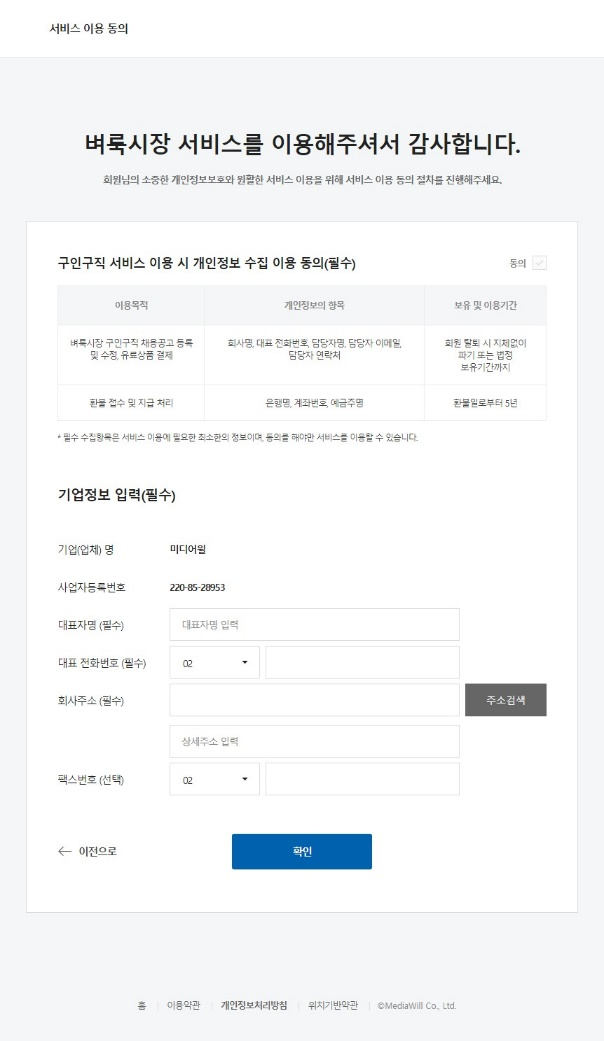 서비스 이용 동의
벼룩시장 서비스를 이용해주셔서 감사합니다.
회원님의 소중한 개인정보보호와 원활한 서비스 이용을 위해 서비스 이용 동의 절차를 진행해주세요.
구인구직 서비스 이용 시 개인정보 수집 이용 동의(필수)
동의
이용목적
개인정보의 항목
보유 및 이용기간
벼룩시장 구인구직 채용공고 등록
및 수정, 유료상품 결제
회사명, 대표 전화번호, 담당자명, 담당자 이메일,
담당자 연락처
회원 탈퇴 시 지체없이
파기 또는 법정
보유기간까지
환불 접수 및 지급 처리
은행명, 계좌번호, 예금주명
환불일로부터 5년
* 필수 수집항목은 서비스 이용에 필요한 최소한의 정보이며, 동의를 해야만 서비스를 이용할 수 있습니다.
기업정보 입력(필수)
기업(업체) 명
미디어윌
사업자등록번호
220-85-28953
대표자명 (필수)
대표자명 입력
대표 전화번호 (필수)
02
회사주소 (필수)
주소검색
상세주소 입력
팩스번호 (선택)
02
이전으로
확인
홈
이용약관
개인정보처리방침
위치기반약관
©MediaWill Co., Ltd.